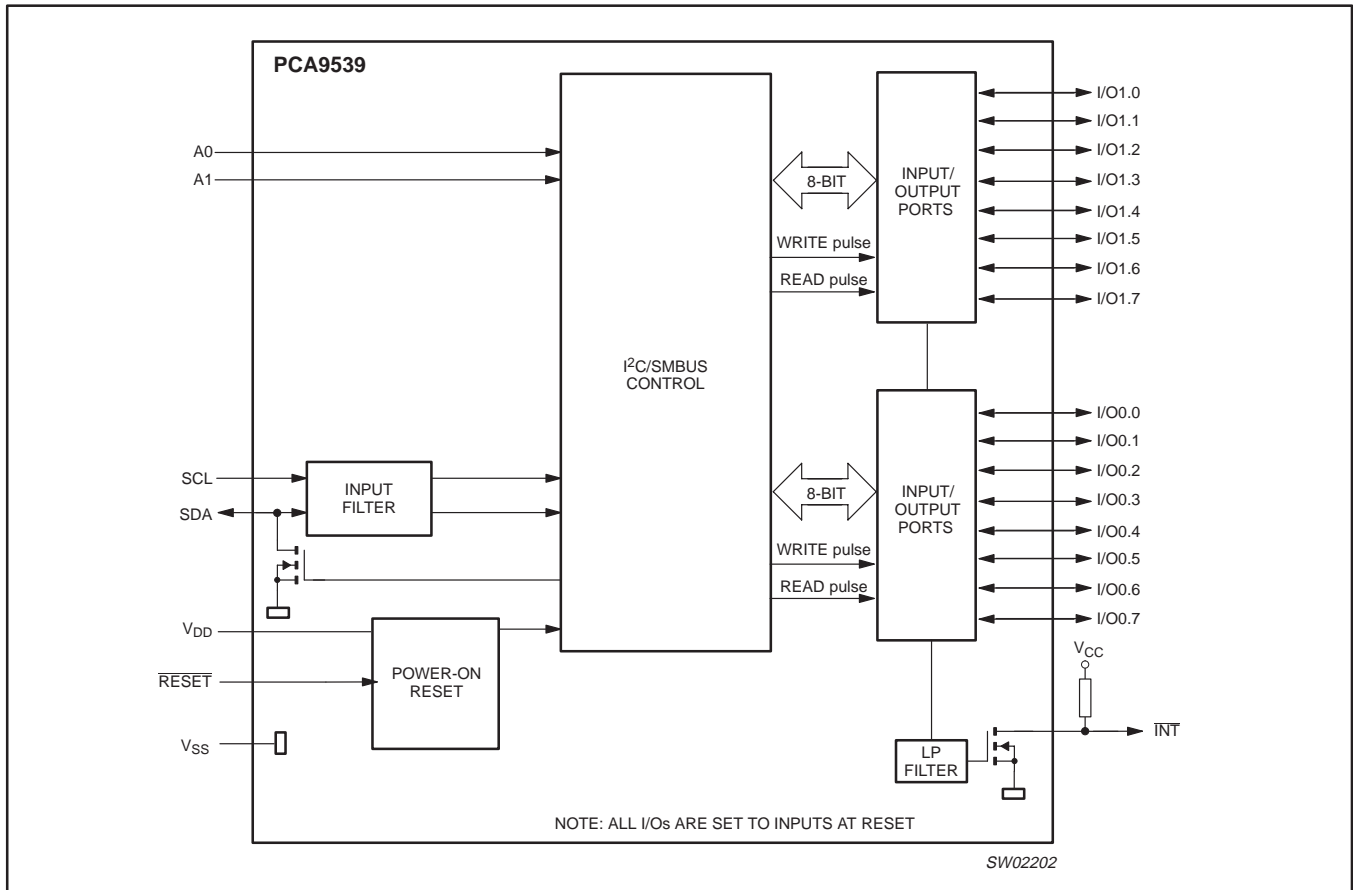 PCA9539
A0
A1
SCL
SDA
VDD
RESET
VSS
INPUT
FILTER
POWER-ON
RESET
I2C/SMBUS
CONTROL
8-BIT
WRITE pulse
READ pulse
INPUT/
OUTPUT
PORTS
I/O1.0
I/O1.1
I/O1.2
I/O1.3
I/O1.4
I/O1.5
I/O1.6
I/O1.7
8-BIT
WRITE pulse
READ pulse
INPUT/
OUTPUT
PORTS
I/O0.0
I/O0.1
I/O0.2
I/O0.3
I/O0.4
I/O0.5
I/O0.6
I/O0.7
VCC
INT
LP
FILTER
NOTE: ALL I/Os ARE SET TO INPUTS AT RESET
SW02202